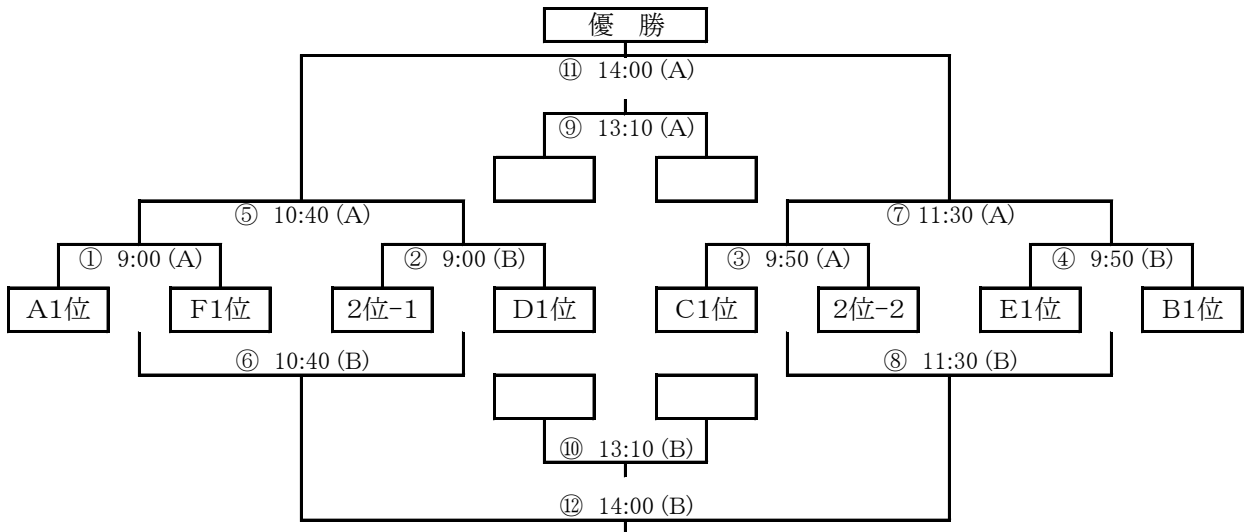 優　勝
⑪ 14:00 (A)
⑨ 13:10 (A)
⑤ 10:40 (A)
⑦ 11:30 (A)
① 9:00 (A)
② 9:00 (B)
③ 9:50 (A)
④ 9:50 (B)
A1位
F1位
2位-1
D1位
C1位
2位-2
E1位
B1位
⑥ 10:40 (B)
⑧ 11:30 (B)
⑩ 13:10 (B)
⑫ 14:00 (B)